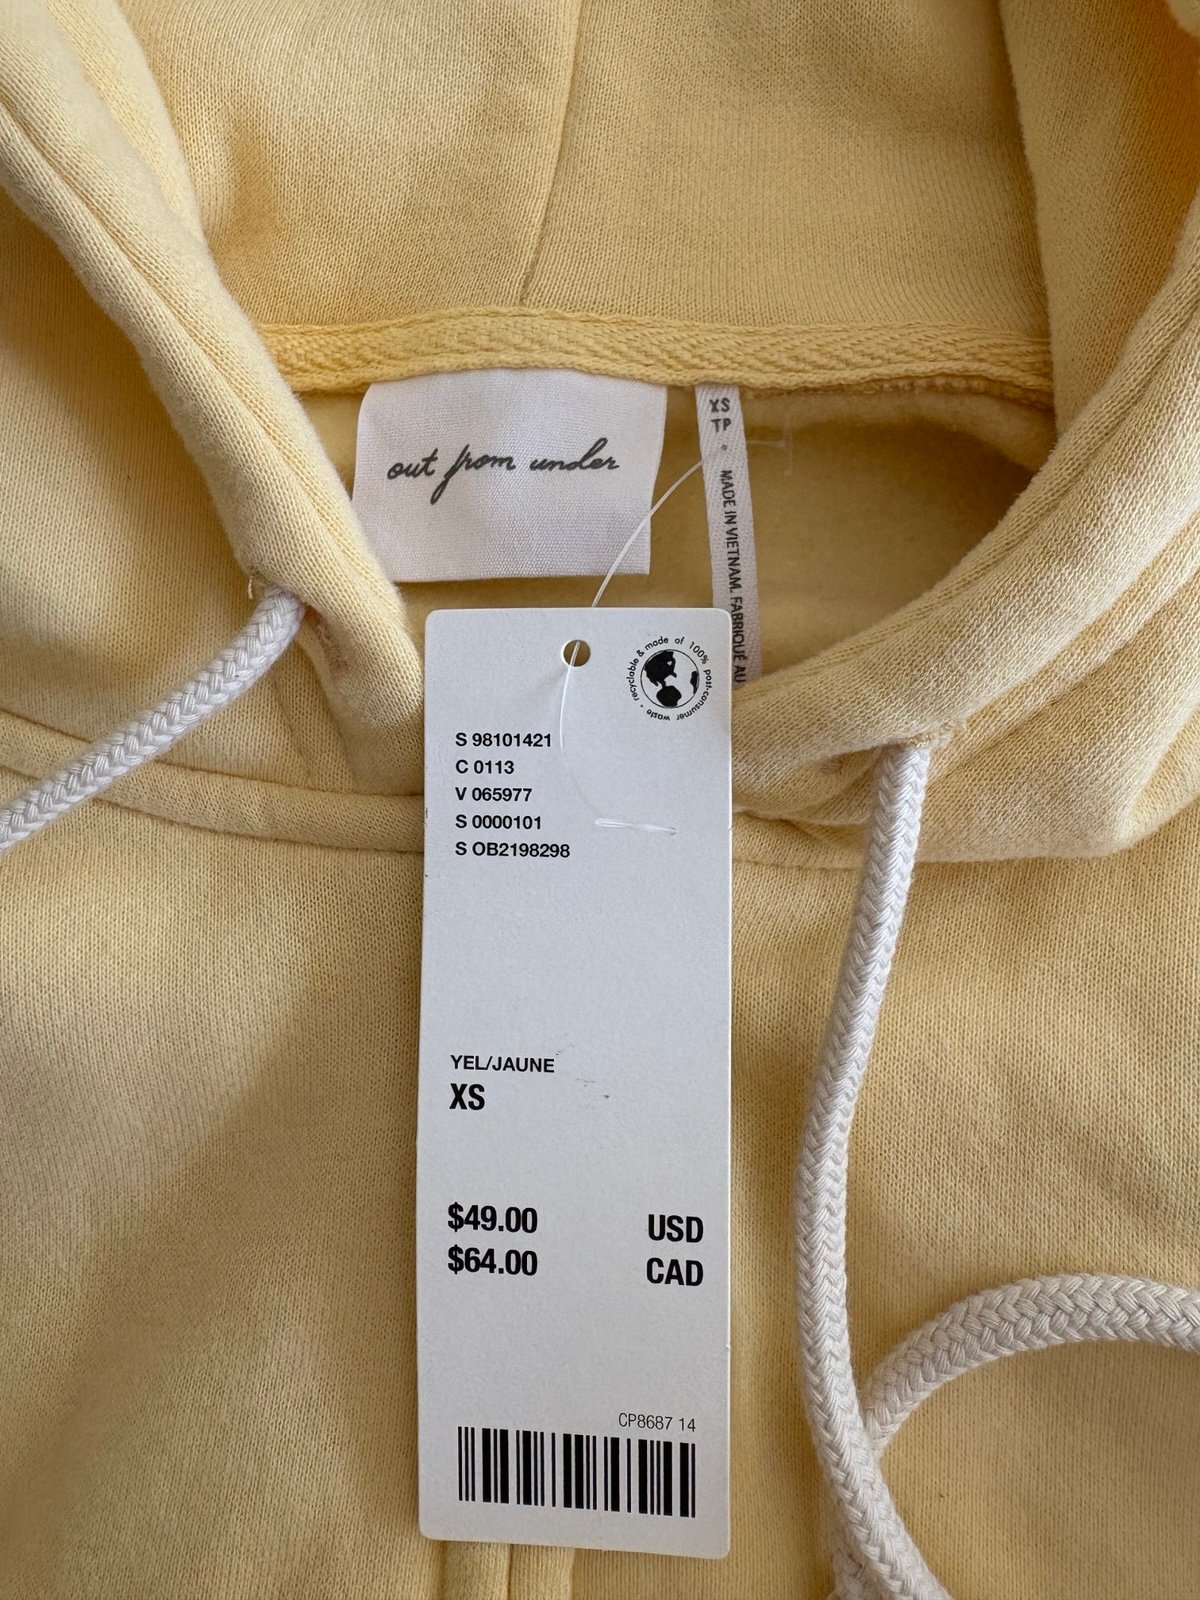 out from under
XS
TP
MADE IN VIETNAM. FABRIQUÉ AU
recyclable & made of 100% post-consumer waste •
S 98101421
C 0113
V 065977
S 0000101
S OB2198298
YEL/JAUNE
XS
$49.00 USD
$64.00 CAD
CP8687 14